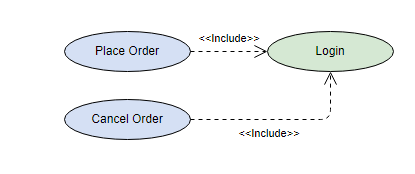 Place Order
<<Include>>
Login
Cancel Order
<<Include>>